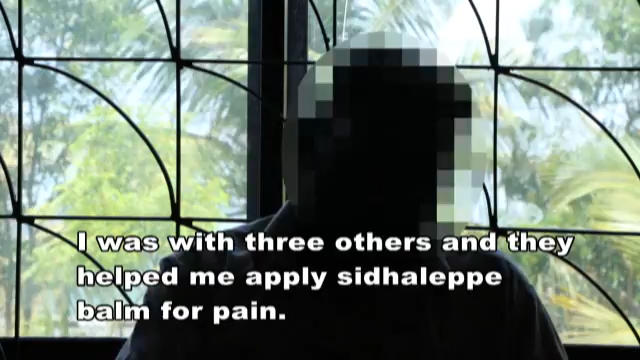 I was with three others and they
helped me apply sidhaleppe
balm for pain.